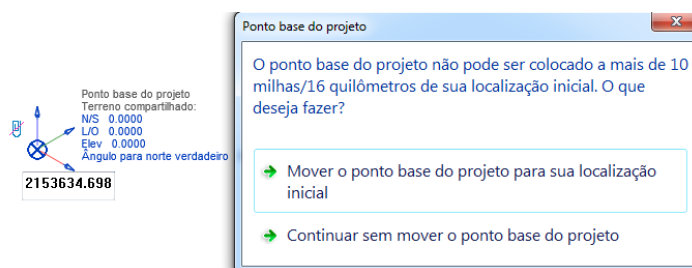 Ponto base do projeto
Terreno compartilhado:
N/S 0.0000
L/O 0.0000
Elev 0.0000
Ângulo para norte verdadeiro
2153634.698
Ponto base do projeto
O ponto base do projeto não pode ser colocado a mais de 10
milhas/16 quilômetros de sua localização inicial. O que
deseja fazer?
Mover o ponto base do projeto para sua localização
inicial
Continuar sem mover o ponto base do projeto